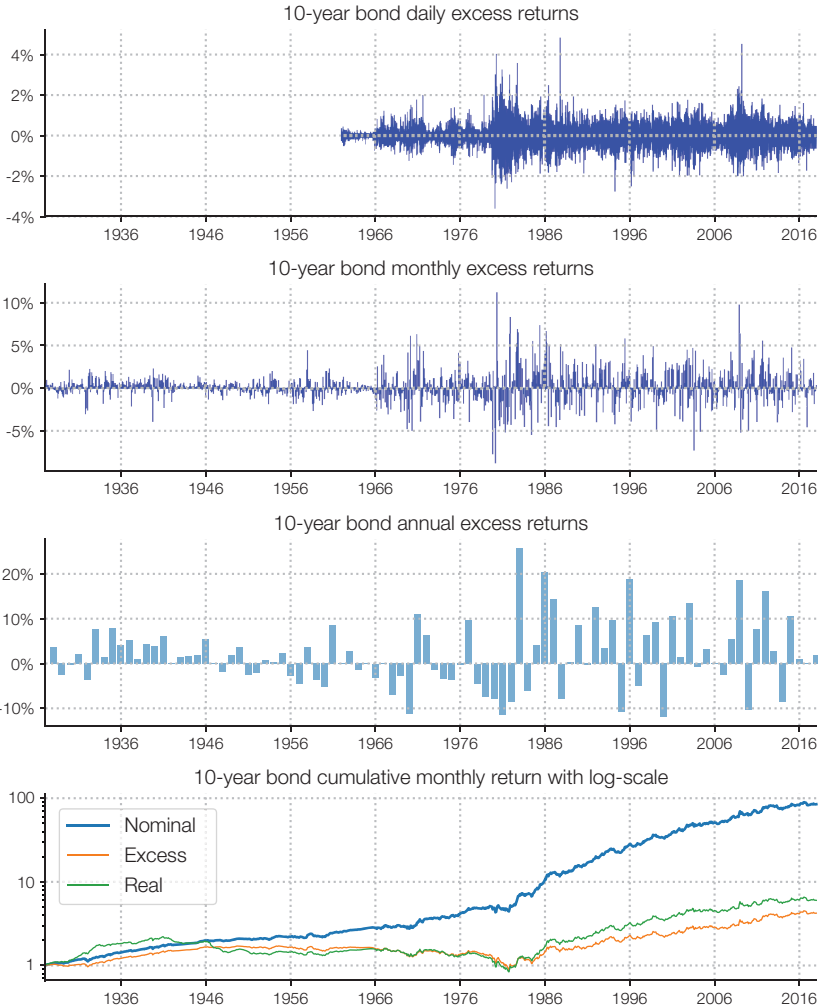 10-year bond daily excess returns
4%
2%
0%
-2%
-4%
1936 1946 1956 1966 1976 1986 1996 2006 2016
10-year bond monthly excess returns
10%
5%
0%
-5%
1936 1946 1956 1966 1976 1986 1996 2006 2016
10-year bond annual excess returns
20%
10%
0%
-10%
1936 1946 1956 1966 1976 1986 1996 2006 2016
10-year bond cumulative monthly return with log-scale
100
Nominal
Excess
Real
10
1
1936 1946 1956 1966 1976 1986 1996 2006 2016